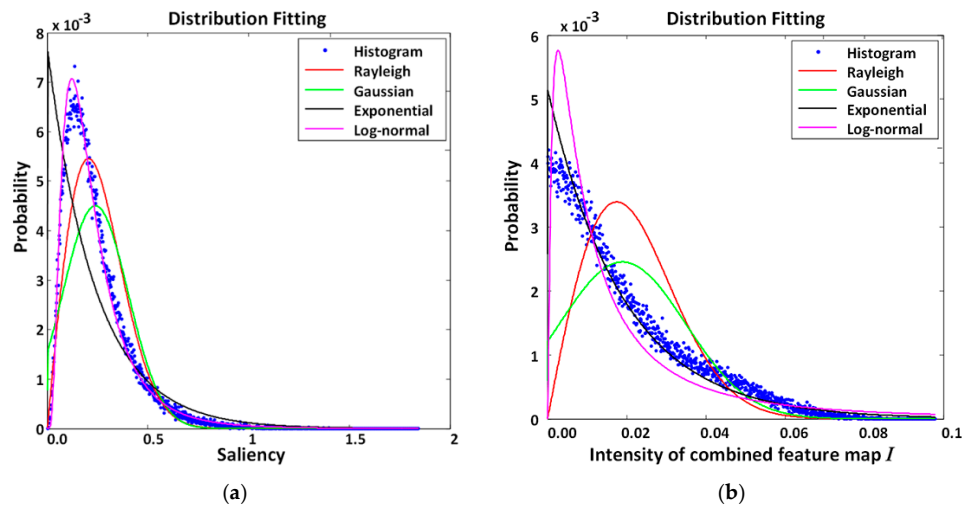 Distribution Fitting
× 10⁻³
8
7
6
5
4
3
2
1
0
Probability
0.0
0.5
1
1.5
2
Saliency
Histogram
Rayleigh
Gaussian
Exponential
Log-normal
(a)
Distribution Fitting
× 10⁻³
6
5
4
3
2
1
0
Probability
0.00
0.02
0.04
0.06
0.08
0.1
Intensity of combined feature map I
Histogram
Rayleigh
Gaussian
Exponential
Log-normal
(b)